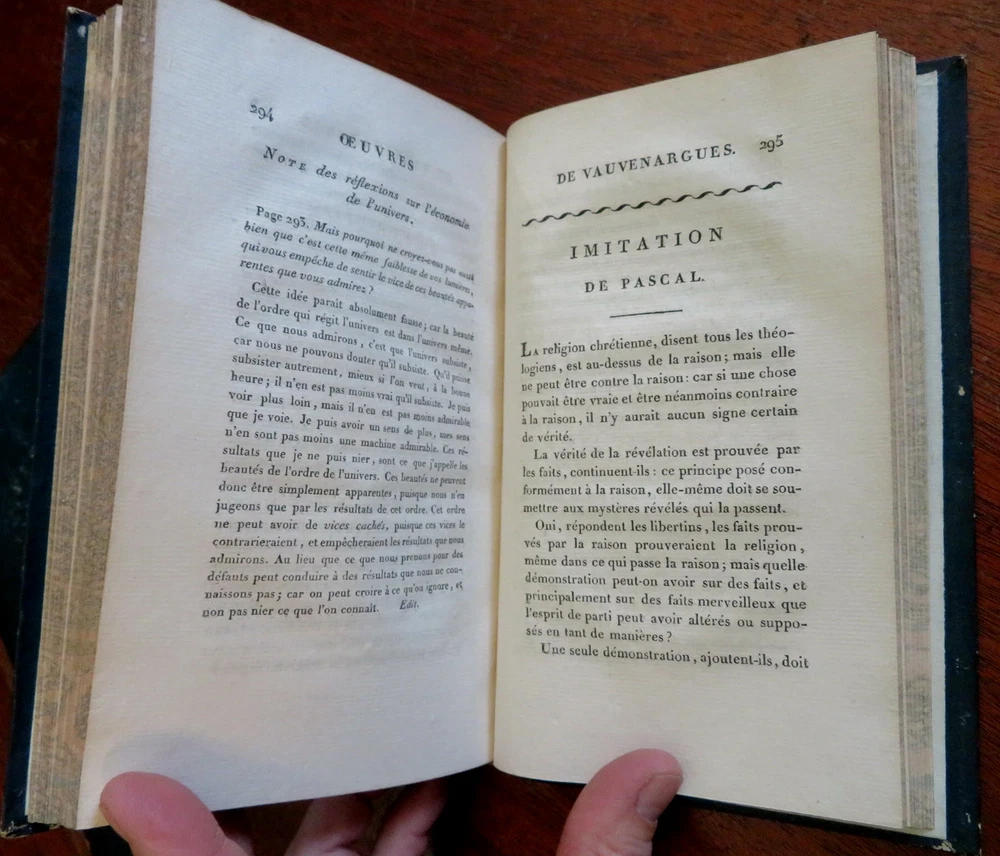 294
ŒUVRES
NOTE des réflexions sur l'économie
de l'univers.
Page 293. Mais pourquoi ne croyez-vous pas aussi
bien que c'est cette même faiblesse de vos lumières,
qui vous empêche de sentir le vice de ces beautés appa-
rentes que vous admirez ?
Cette idée paraît absolument fausse ; car la beauté
de l'ordre qui régit l'univers est dans l'univers même.
Ce que nous admirons, c'est que l'univers subsiste,
car nous ne pouvons douter qu'il subsiste. Qu'il puisse
subsister autrement, mieux si l'on veut, à la bonne
heure ; il n'en est pas moins vrai qu'il subsiste. Je puis
voir plus loin, mais il n'en est pas moins admirable
que je voie. Je puis avoir un sens de plus, mes sens
n'en sont pas moins une machine admirable. Ces ré-
sultats que je ne puis nier, sont ce que j'appelle les
beautés de l'ordre de l'univers. Ces beautés ne peuvent
donc être simplement apparentes, puisque nous n'en
jugeons que par les résultats de cet ordre. Cet ordre
ne peut avoir de vices cachés, puisque ces vices le
contrarieraient, et empêcheraient les résultats que nous
admirons. Au lieu que ce que nous prenons pour des
défauts peut conduire à des résultats que nous ne con-
naissons pas ; car on peut croire à ce qu'on ignore, et
non pas nier ce que l'on connaît. Édit.
DE VAUVENARGUES. 295
IMITATION
DE PASCAL.
LA religion chrétienne, disent tous les théo-
logiens, est au-dessus de la raison ; mais elle
ne peut être contre la raison : car si une chose
pouvait être vraie et être néanmoins contraire
à la raison, il n'y aurait aucun signe certain
de vérité.
La vérité de la révélation est prouvée par
les faits, continuent-ils : ce principe posé con-
formément à la raison, elle-même doit se sou-
mettre aux mystères révélés qui la passent.
Oui, répondent les libertins, les faits prou-
vés par la raison prouveraient la religion,
même dans ce qui passe la raison ; mais quelle
démonstration peut-on avoir sur des faits, et
principalement sur des faits merveilleux que
l'esprit de parti peut avoir altérés ou suppo-
sés en tant de manières ?
Une seule démonstration, ajoutent-ils, doit